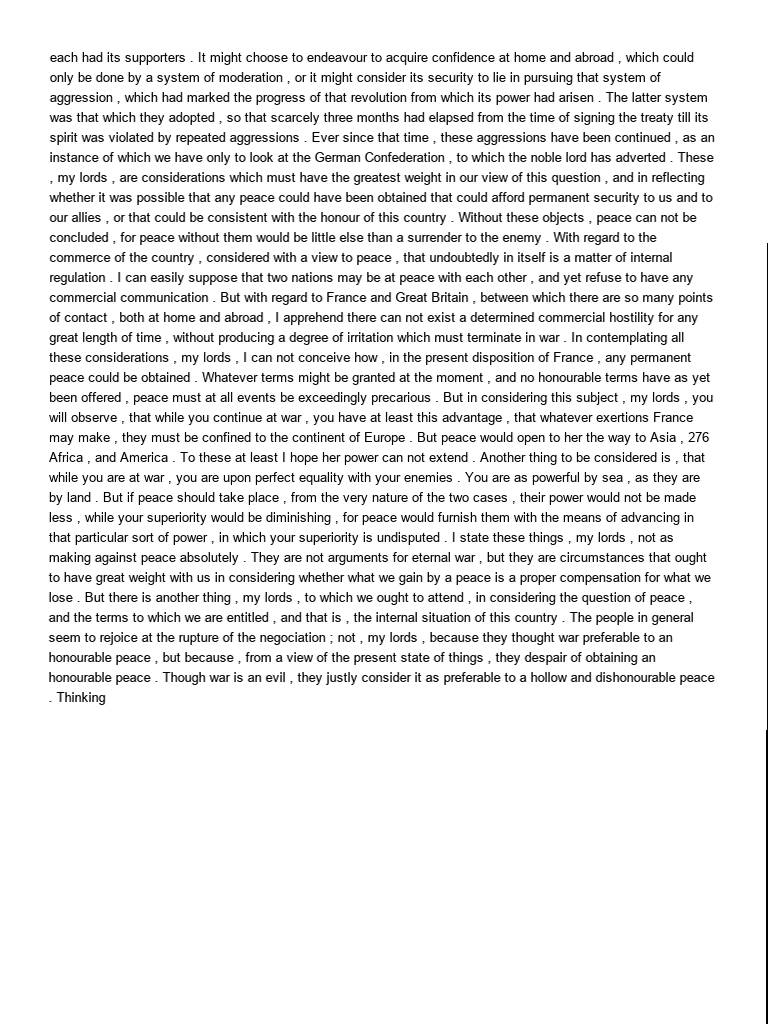 each had its supporters . It might choose to endeavour to acquire confidence at home and abroad , which could
only be done by a system of moderation , or it might consider its security to lie in pursuing that system of
aggression , which had marked the progress of that revolution from which its power had arisen . The latter system
was that which they adopted , so that scarcely three months had elapsed from the time of signing the treaty till its
spirit was violated by repeated aggressions . Ever since that time , these aggressions have been continued , as an
instance of which we have only to look at the German Confederation , to which the noble lord has adverted . These
, my lords , are considerations which must have the greatest weight in our view of this question , and in reflecting
whether it was possible that any peace could have been obtained that could afford permanent security to us and to
our allies , or that could be consistent with the honour of this country . Without these objects , peace can not be
concluded , for peace without them would be little else than a surrender to the enemy . With regard to the
commerce of the country , considered with a view to peace , that undoubtedly in itself is a matter of internal
regulation . I can easily suppose that two nations may be at peace with each other , and yet refuse to have any
commercial communication . But with regard to France and Great Britain , between which there are so many points
of contact , both at home and abroad , I apprehend there can not exist a determined commercial hostility for any
great length of time , without producing a degree of irritation which must terminate in war . In contemplating all
these considerations , my lords , I can not conceive how , in the present disposition of France , any permanent
peace could be obtained . Whatever terms might be granted at the moment , and no honourable terms have as yet
been offered , peace must at all events be exceedingly precarious . But in considering this subject , my lords , you
will observe , that while you continue at war , you have at least this advantage , that whatever exertions France
may make , they must be confined to the continent of Europe . But peace would open to her the way to Asia , 276
Africa , and America . To these at least I hope her power can not extend . Another thing to be considered is , that
while you are at war , you are upon perfect equality with your enemies . You are as powerful by sea , as they are
by land . But if peace should take place , from the very nature of the two cases , their power would not be made
less , while your superiority would be diminishing , for peace would furnish them with the means of advancing in
that particular sort of power , in which your superiority is undisputed . I state these things , my lords , not as
making against peace absolutely . They are not arguments for eternal war , but they are circumstances that ought
to have great weight with us in considering whether what we gain by a peace is a proper compensation for what we
lose . But there is another thing , my lords , to which we ought to attend , in considering the question of peace ,
and the terms to which we are entitled , and that is , the internal situation of this country . The people in general
seem to rejoice at the rupture of the negociation ; not , my lords , because they thought war preferable to an
honourable peace , but because , from a view of the present state of things , they despair of obtaining an
honourable peace . Though war is an evil , they justly consider it as preferable to a hollow and dishonourable peace
. Thinking